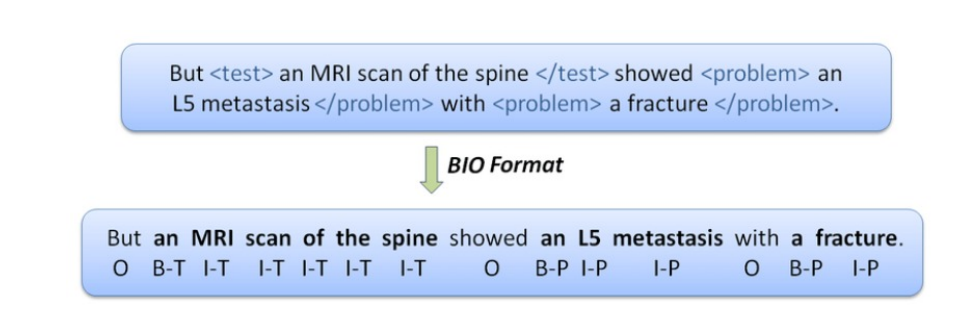 But <test> an MRI scan of the spine </test> showed <problem> an
L5 metastasis </problem> with <problem> a fracture </problem>.
BIO Format
But an MRI scan of the spine showed an L5 metastasis with a fracture.
O B-T I-T I-T I-T I-T I-T O B-P I-P I-P O B-P I-P